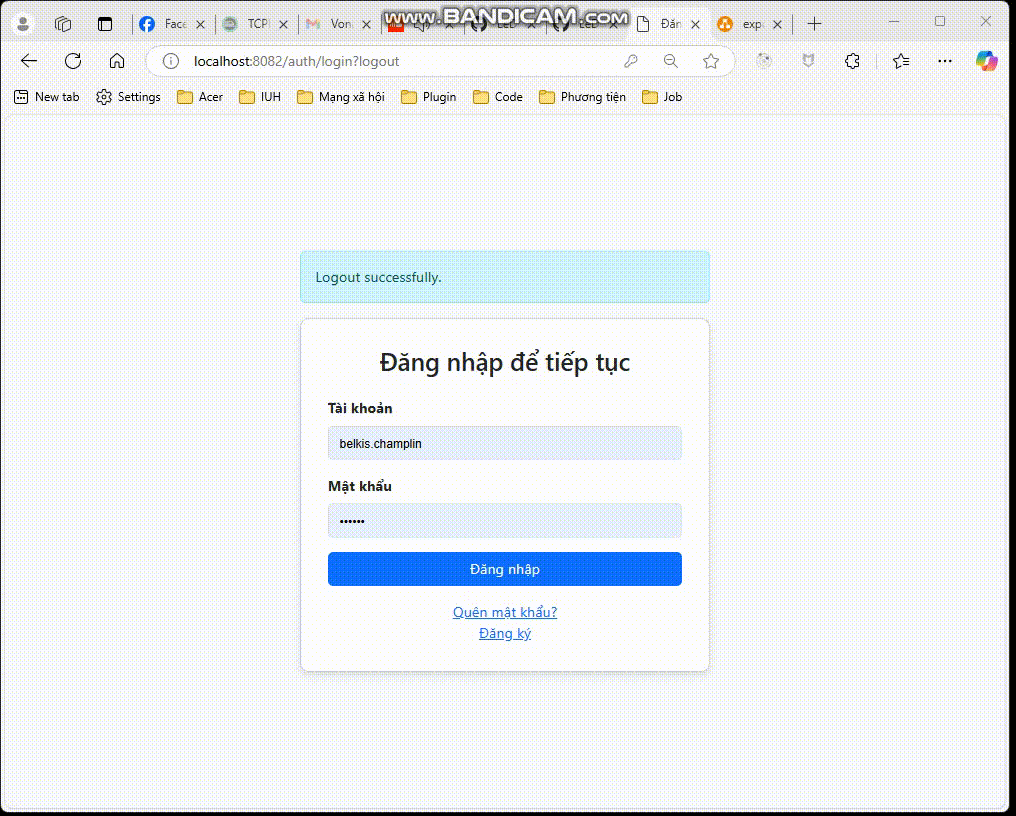 Face
TCPI
Von
www.BANDICAM.com
Đăn
exp
localhost:8082/auth/login?logout
New tab
Settings
Acer
IUH
Mạng xã hội
Plugin
Code
Phương tiện
Job
Logout successfully.
Đăng nhập để tiếp tục
Tài khoản
belkis.champlin
Mật khẩu
••••••
Đăng nhập
Quên mật khẩu?
Đăng ký